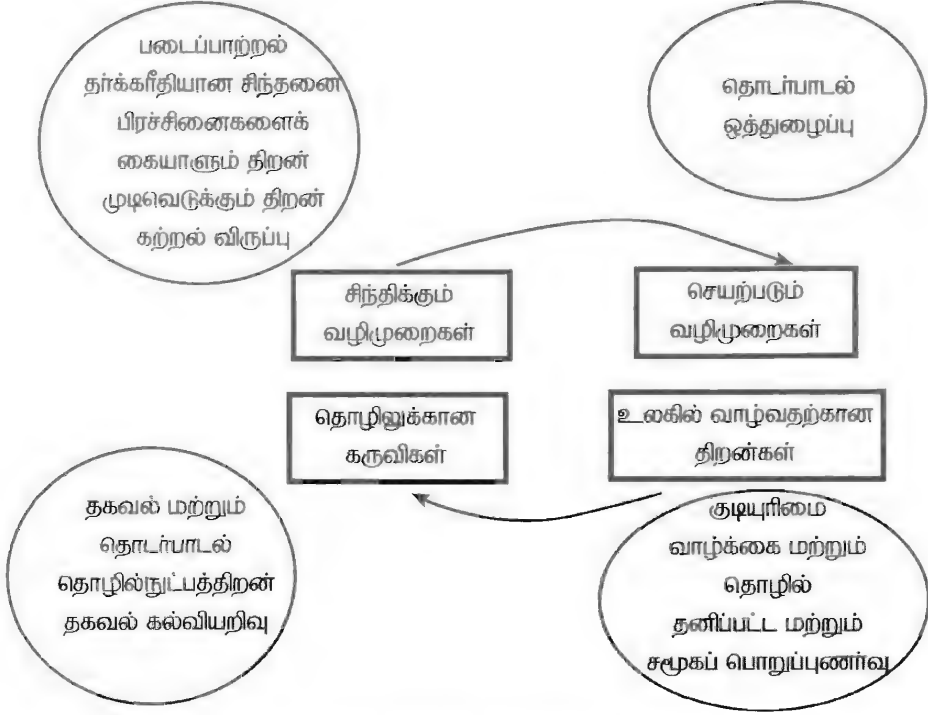 படைப்பாற்றல்
தர்க்கரீதியான சிந்தனை
பிரச்சினைகளைக்
கையாளும் திறன்
முடிவெடுக்கும் திறன்
கற்றல் விருப்பு
தொடர்பாடல்
ஒத்துழைப்பு
சிந்திக்கும்
வழிமுறைகள்
செயற்படும்
வழிமுறைகள்
தொழிலுக்கான
கருவிகள்
உலகில் வாழ்வதற்கான
திறன்கள்
தகவல் மற்றும்
தொடர்பாடல்
தொழில்நுட்பத்திறன்
தகவல் கல்வியறிவு
குடியுரிமை
வாழ்க்கை மற்றும்
தொழில்
தனிப்பட்ட மற்றும்
சமூகப் பொறுப்புணர்வு